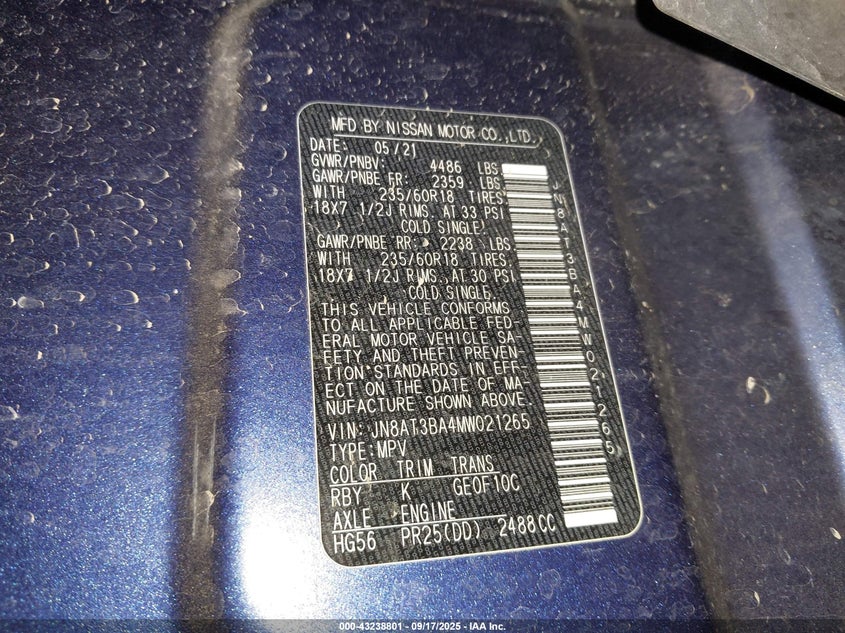 MFD BY NISSAN MOTOR CO.,LTD.
DATE: 05/21
GVWR/PNBV: 4486 LBS
GAWR/PNBE FR: 2359 LBS
WITH 235/60R18 TIRES
18X7 1/2J RIMS, AT 33 PSI
COLD SINGLE
GAWR/PNBE RR: 2238 LBS
WITH 235/60R18 TIRES
18X7 1/2J RIMS, AT 30 PSI
COLD SINGLE
THIS VEHICLE CONFORMS
TO ALL APPLICABLE FED-
ERAL MOTOR VEHICLE SA-
FETY AND THEFT PREVEN-
TION STANDARDS IN EFF-
ECT ON THE DATE OF MA-
NUFACTURE SHOWN ABOVE.
VIN: JN8AT3BA4MW021265
TYPE:MPV
COLOR TRIM TRANS
RBY K GE0F10C
AXLE ENGINE
HG56 PR25(DD) 2488CC
JN8AT3BA4MW021265
000-43238801 - 09/17/2025 - IAA Inc.